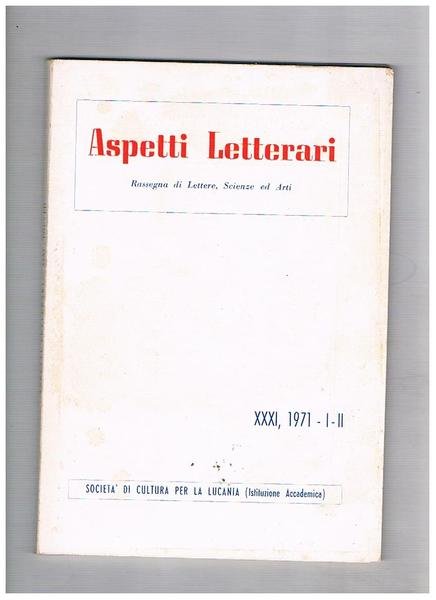 Aspetti Letterari
Rassegna di Lettere, Scienze ed Arti
XXXI, 1971 - I-II
SOCIETA' DI CULTURA PER LA LUCANIA (Istituzione Accademica)